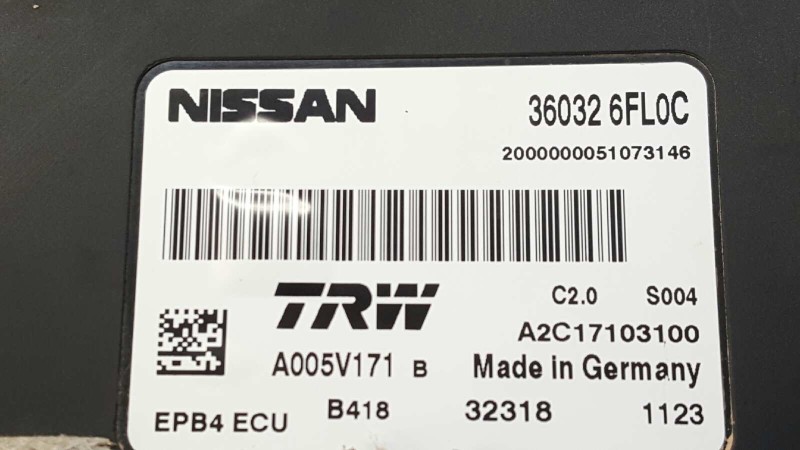 NISSAN 36032 6FL0C
2000000051073146
TRW C2.0 S004
A2C17103100
A005V171 B Made in Germany
EPB4 ECU B418 32318 1123